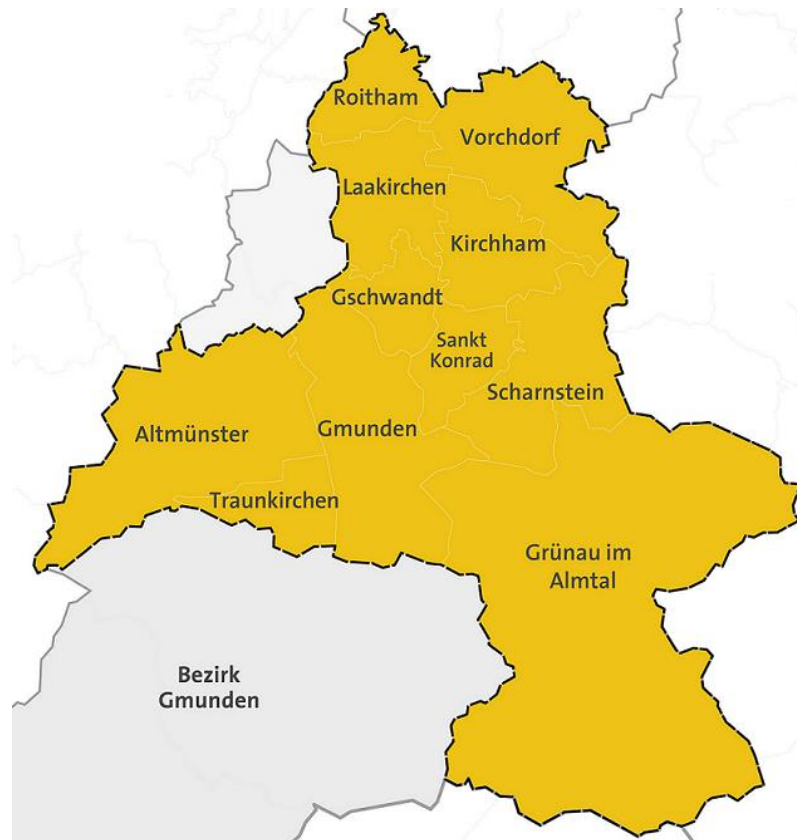 Roitham
Vorchdorf
Laakirchen
Kirchham
Gschwandt
Sankt
Konrad
Scharnstein
Altmünster
Gmunden
Traunkirchen
Grünau im
Almtal
Bezirk
Gmunden